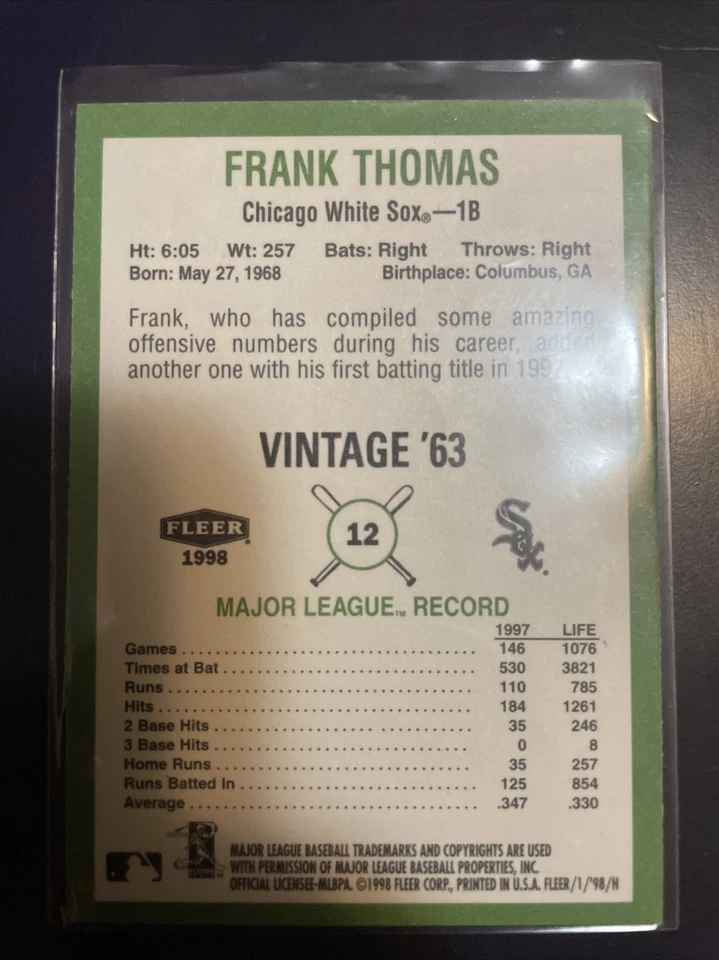 FRANK THOMAS
Chicago White Sox®—1B
Ht: 6:05 Wt: 257 Bats: Right Throws: Right
Born: May 27, 1968 Birthplace: Columbus, GA
Frank, who has compiled some amazing
offensive numbers during his career, added
another one with his first batting title in 1997.
VINTAGE '63
FLEER
1998
12
Sox
MAJOR LEAGUE™ RECORD
1997 LIFE
Games 146 1076
Times at Bat 530 3821
Runs 110 785
Hits 184 1261
2 Base Hits 35 246
3 Base Hits 0 8
Home Runs 35 257
Runs Batted In 125 854
Average .347 .330
MAJOR LEAGUE BASEBALL TRADEMARKS AND COPYRIGHTS ARE USED
WITH PERMISSION OF MAJOR LEAGUE BASEBALL PROPERTIES, INC.
OFFICIAL LICENSEE-MLBPA. ©1998 FLEER CORP., PRINTED IN U.S.A. FLEER/1/'98/H